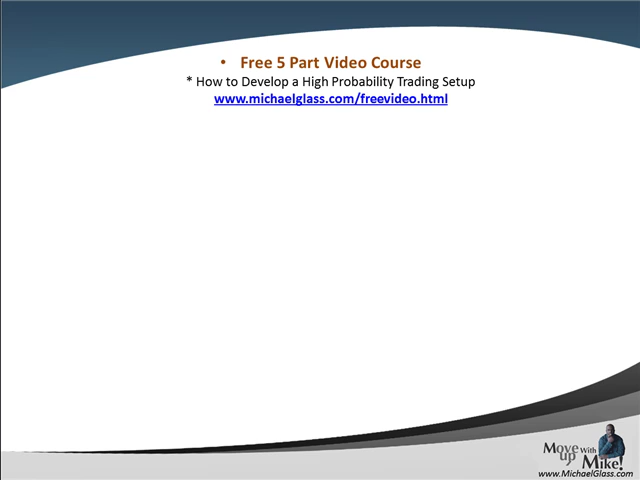 • Free 5 Part Video Course
* How to Develop a High Probability Trading Setup
www.michaelglass.com/freevideo.html
Move up With Mike!
www.MichaelGlass.com